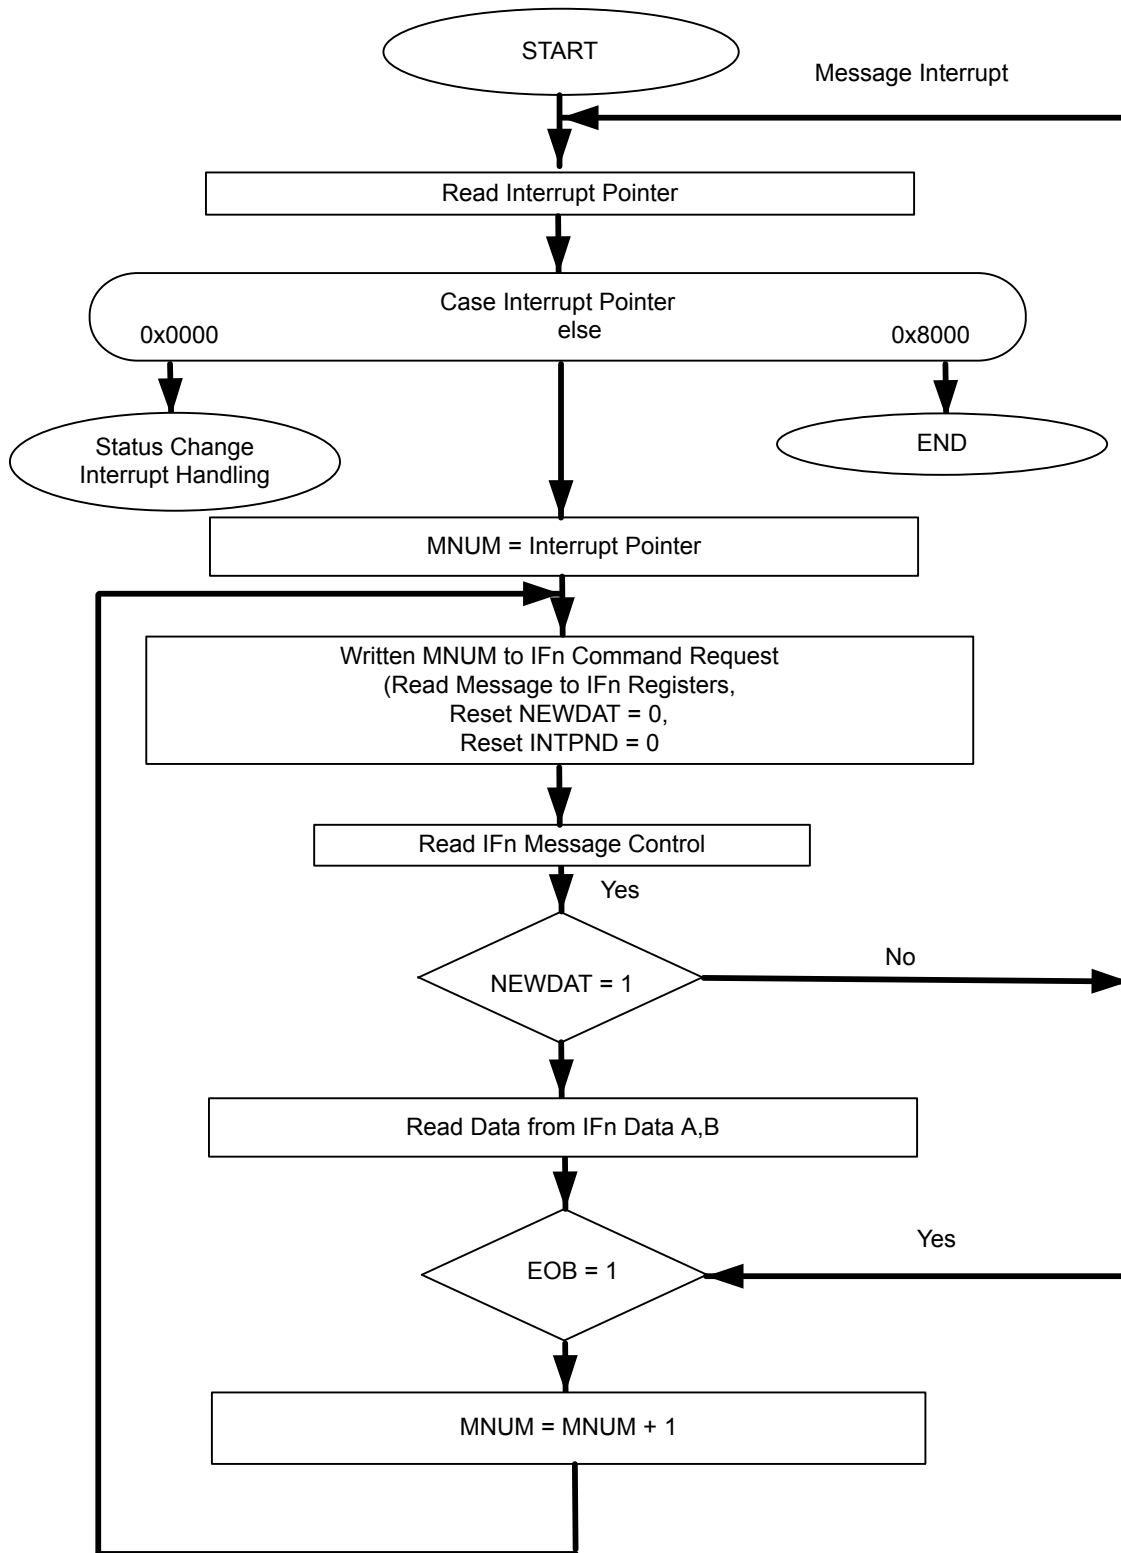 START
Message Interrupt
Read Interrupt Pointer
Case Interrupt Pointer
else
0x0000
0x8000
Status Change
Interrupt Handling
END
MNUM = Interrupt Pointer
Written MNUM to IFn Command Request
(Read Message to IFn Registers,
Reset NEWDAT = 0,
Reset INTPND = 0
Read IFn Message Control
Yes
NEWDAT = 1
No
Read Data from IFn Data A,B
EOB = 1
Yes
MNUM = MNUM + 1